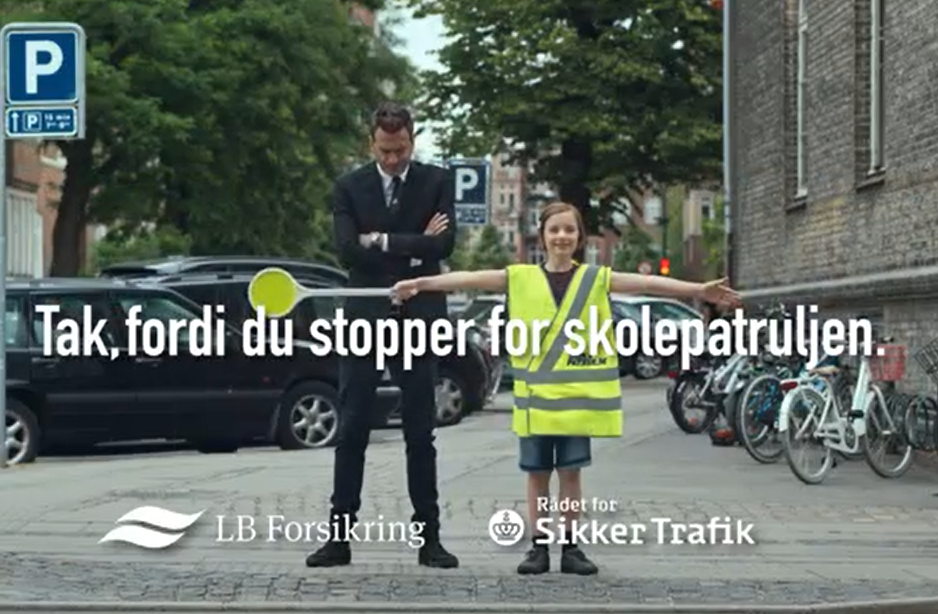 P
P
P
Tak, fordi du stopper for skolepatruljen.
LB Forsikring
Rådet for
Sikker Trafik